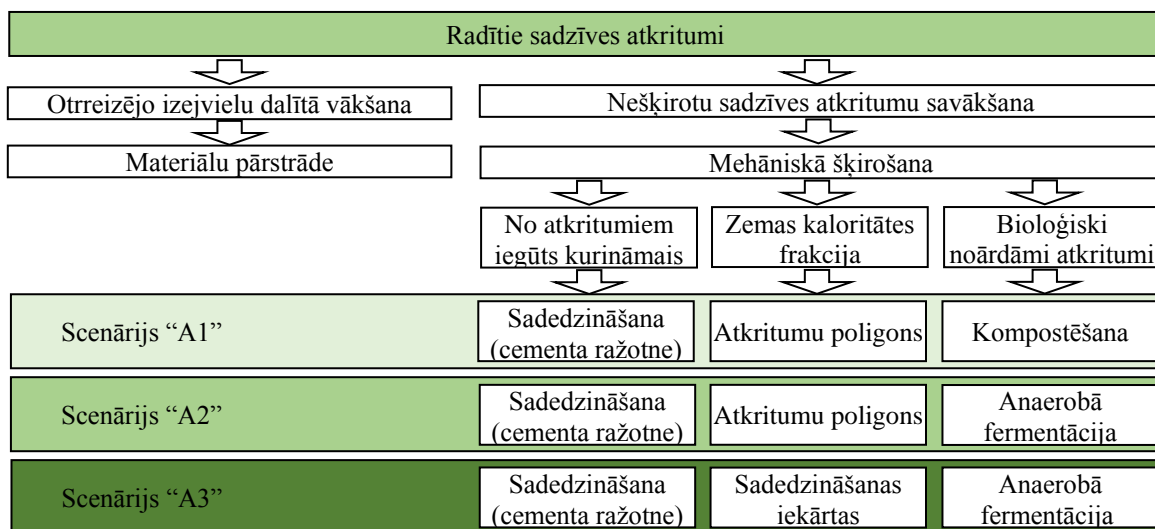 Radītie sadzīves atkritumi
Otrreizējo izejvielu dalītā vākšana
Nešķirotu sadzīves atkritumu savākšana
Materiālu pārstrāde
Mehāniskā šķirošana
No atkritumiem
iegūts kurināmais
Zemas kaloritātes
frakcija
Bioloģiski
noārdāmi atkritumi
Scenārijs “A1”
Sadedzināšana
(cementa ražotne)
Atkritumu poligons
Kompostēšana
Scenārijs “A2”
Sadedzināšana
(cementa ražotne)
Atkritumu poligons
Anaerobā
fermentācija
Scenārijs “A3”
Sadedzināšana
(cementa ražotne)
Sadedzināšanas
iekārtas
Anaerobā
fermentācija